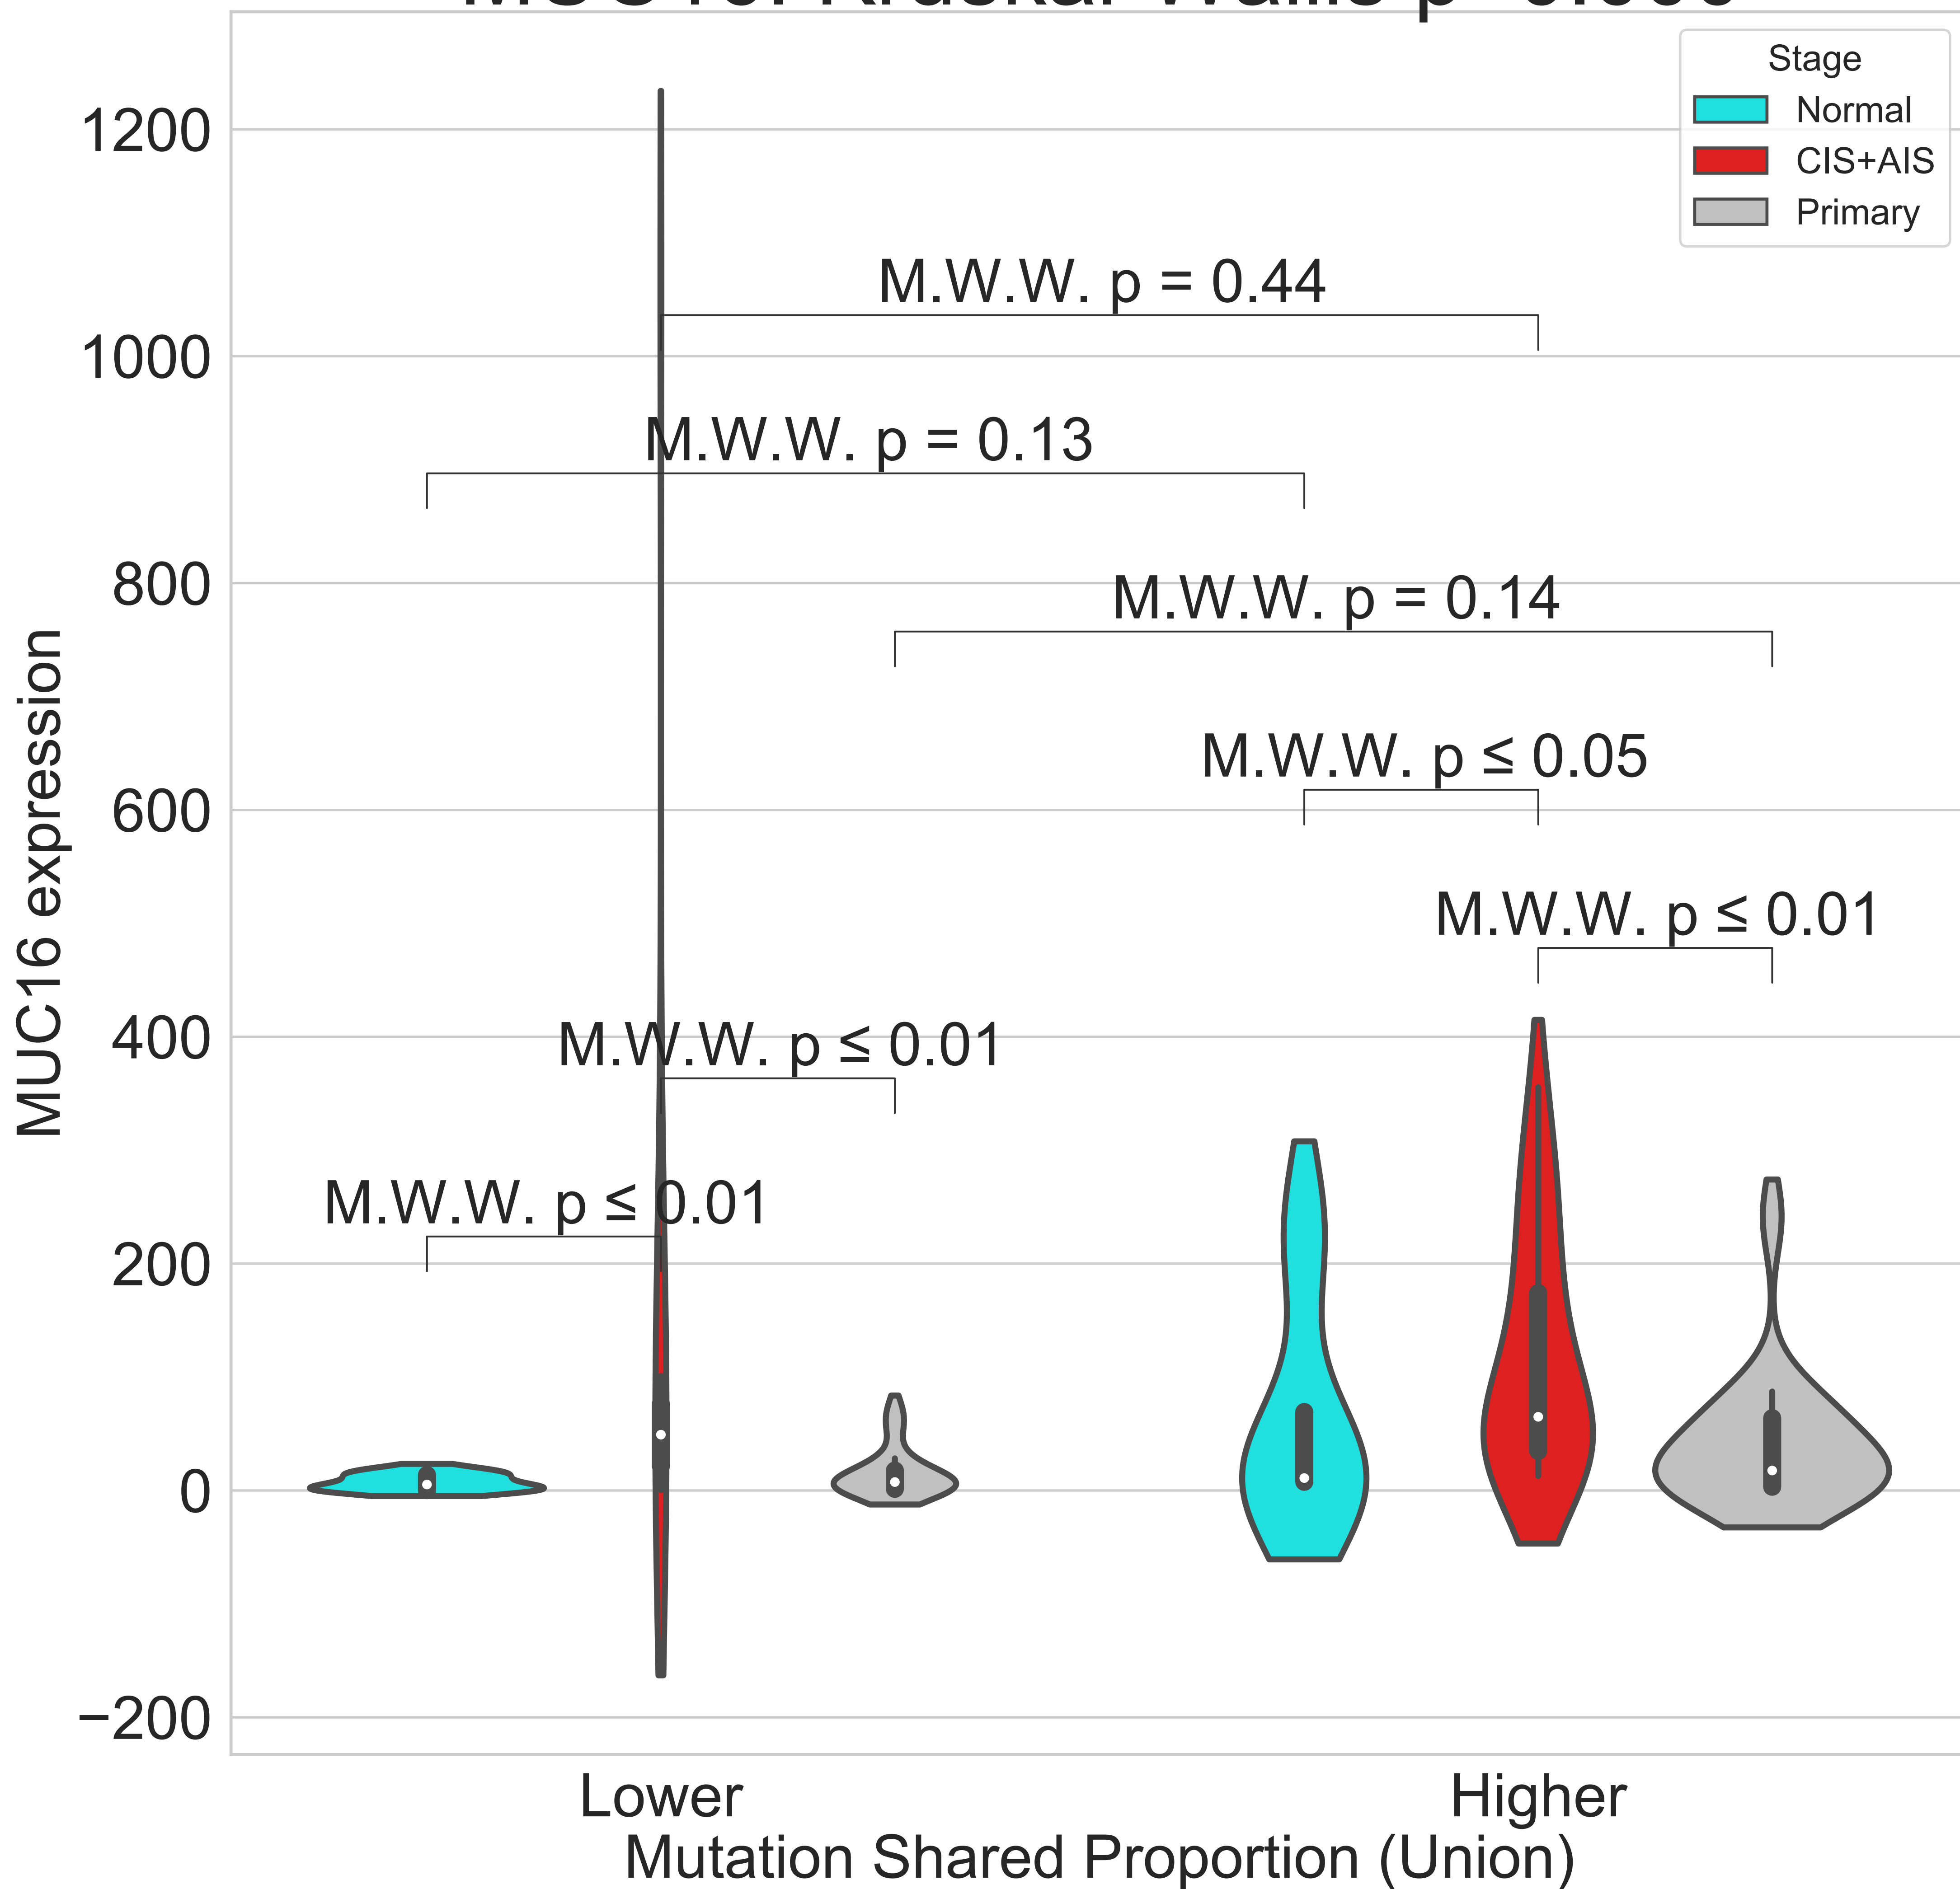 Stage
Normal
CIS+AIS
Primary
1200
1000
800
600
400
200
0
−200
MUC16 expression
M.W.W. p = 0.44
M.W.W. p = 0.13
M.W.W. p = 0.14
M.W.W. p ≤ 0.05
M.W.W. p ≤ 0.01
M.W.W. p ≤ 0.01
M.W.W. p ≤ 0.01
Lower
Higher
Mutation Shared Proportion (Union)